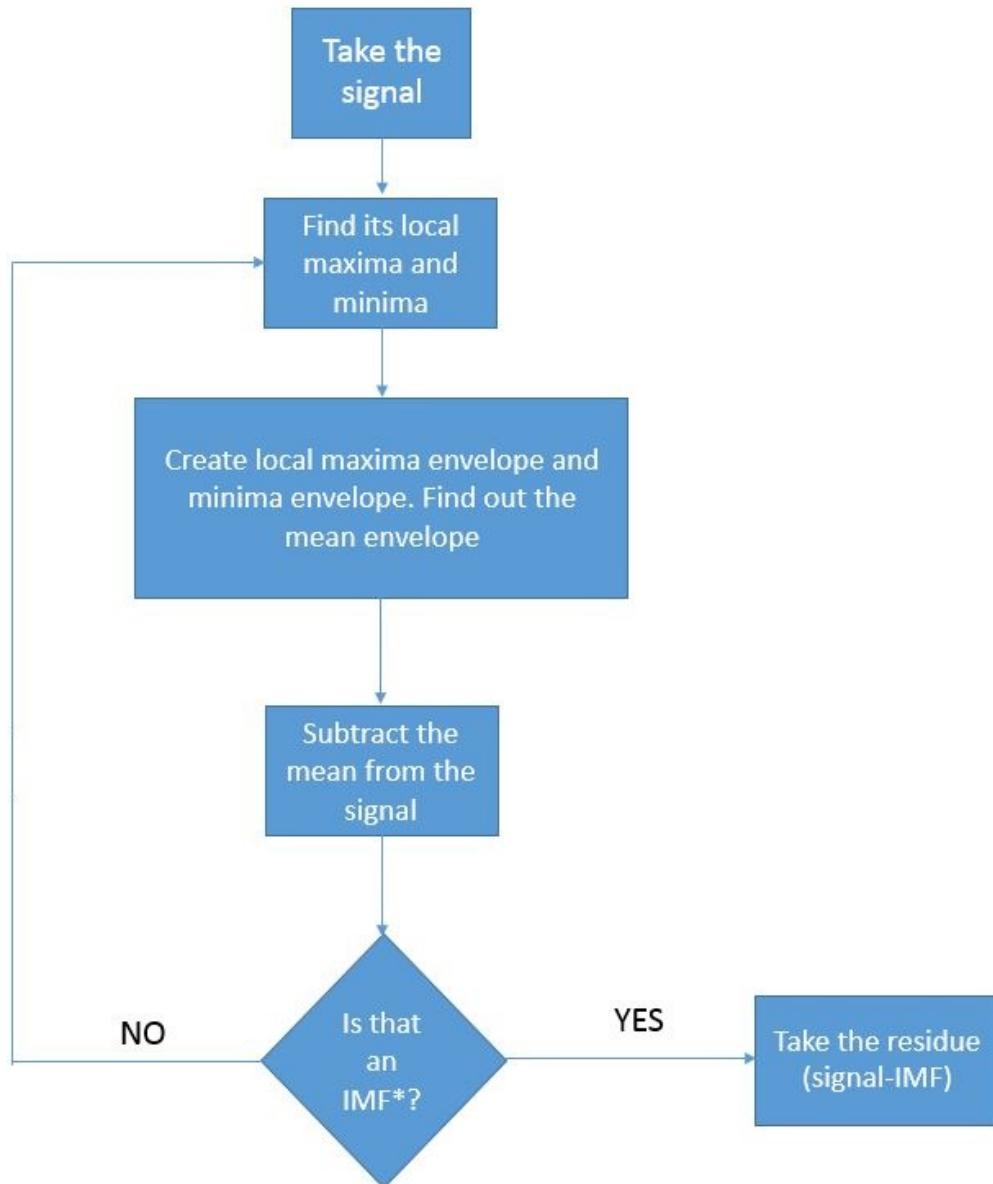 Take the
signal
Find its local
maxima and
minima
Create local maxima envelope and
minima envelope. Find out the
mean envelope
Subtract the
mean from the
signal
Is that
an
IMF*?
NO
YES
Take the residue
(signal-IMF)